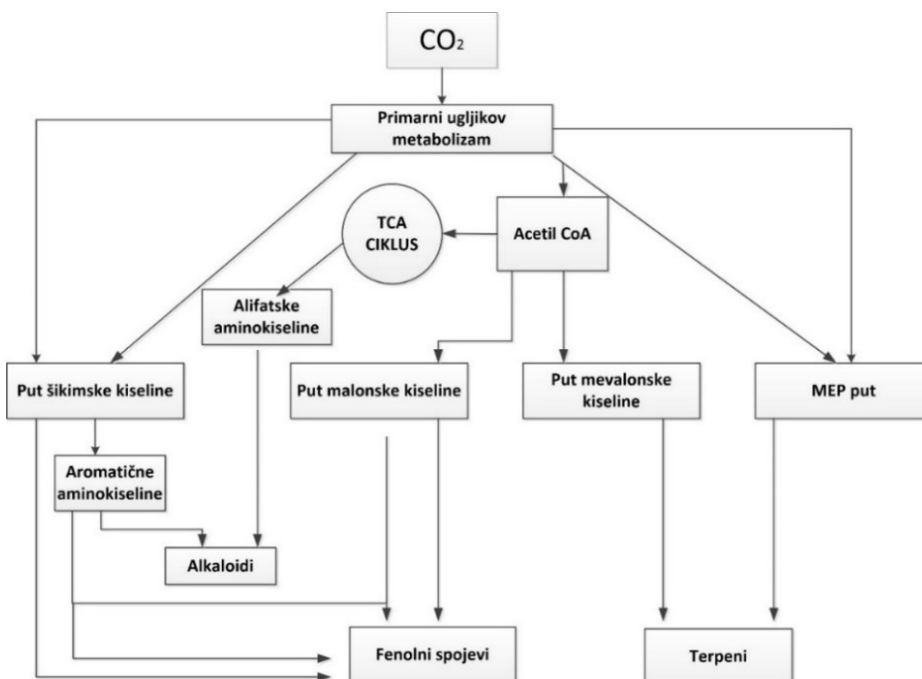 CO₂
Primarni ugljikov
metabolizam
TCA
CIKLUS
Acetil CoA
Alifatske
aminokiseline
Put šikimske kiseline
Put malonske kiseline
Put mevalonske
kiseline
MEP put
Aromatične
aminokiseline
Alkaloidi
Fenolni spojevi
Terpeni